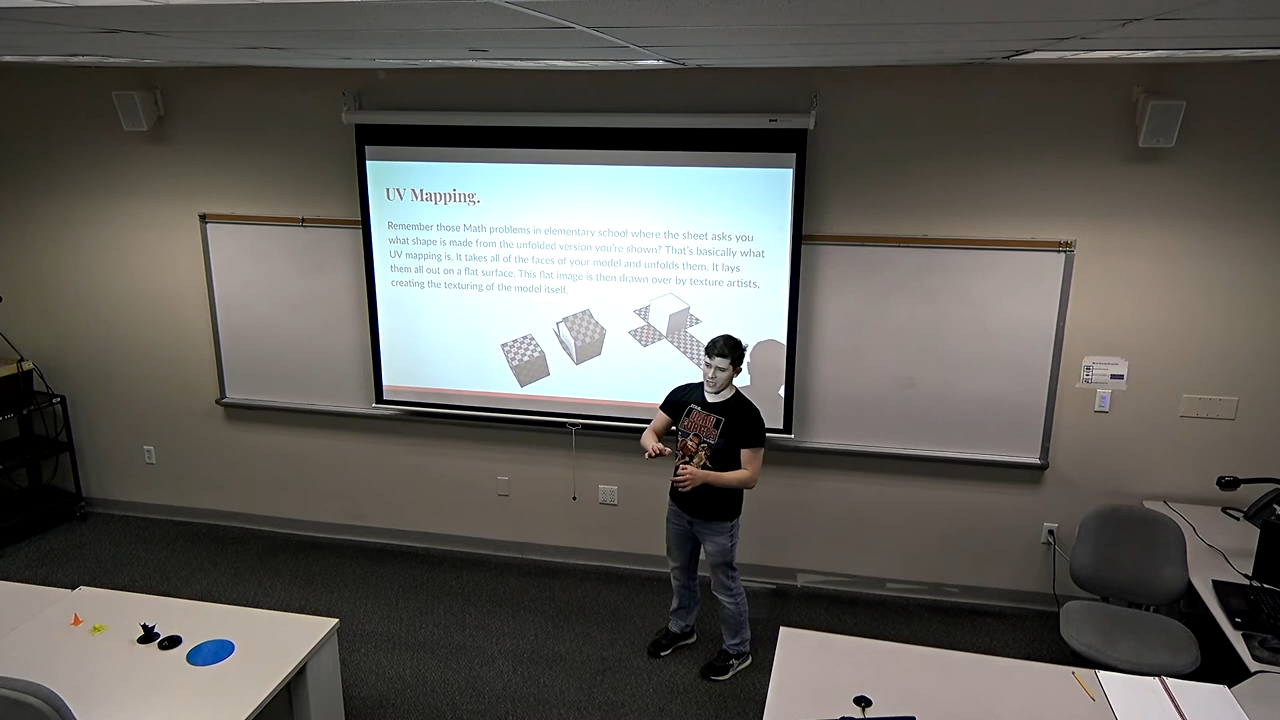 UV Mapping.
Remember those Math problems in elementary school where the sheet asks you
what shape is made from the unfolded version you're shown? That's basically what
UV mapping is. It takes all of the faces of your model and unfolds them. It lays
them all out on a flat surface. This flat image is then drawn over by texture artists,
creating the texturing of the model itself.